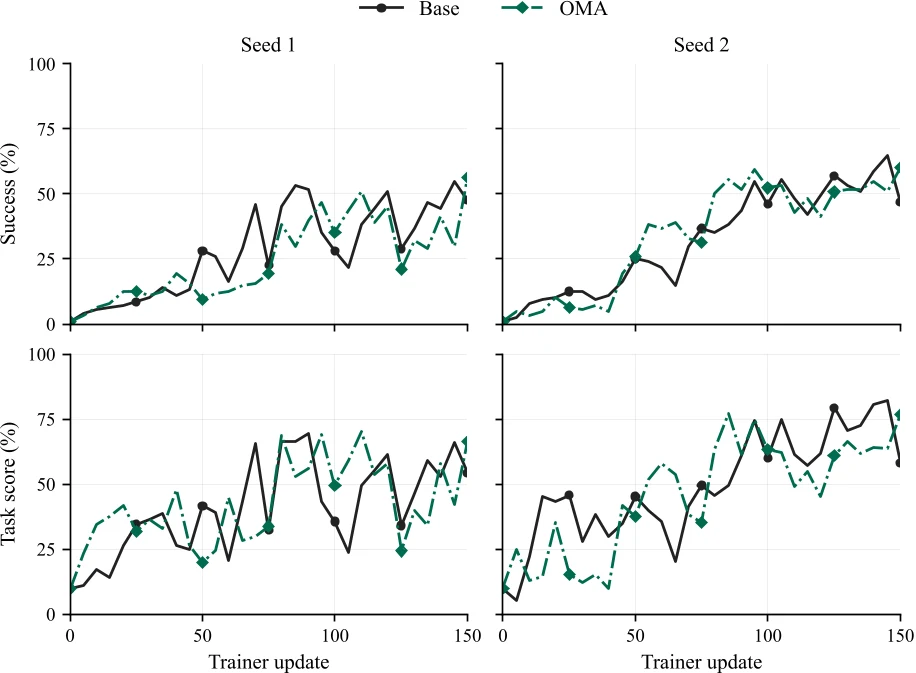 Base OMA
Seed 1 Seed 2
100
75
50
25
0
Success (%)
100
75
50
25
0
Task score (%)
0 50 100 150 0 50 100 150
Trainer update Trainer update